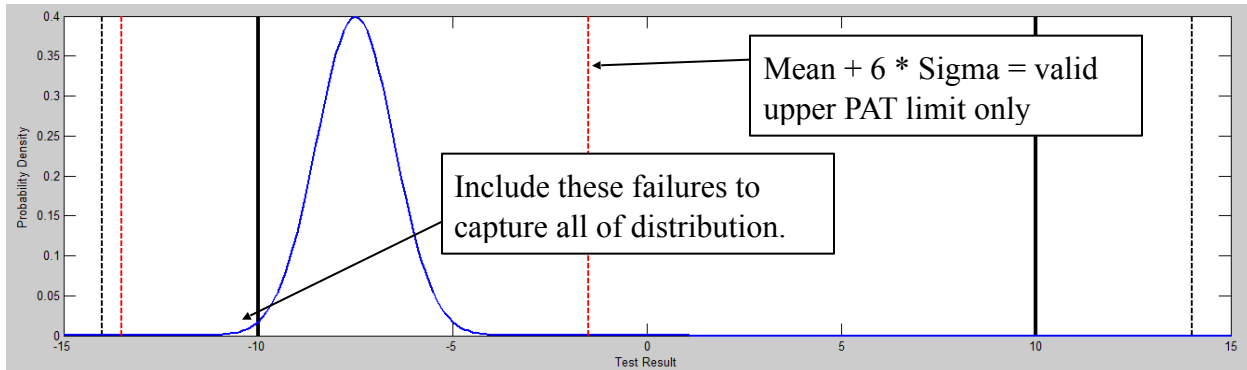 0.4
0.35
0.3
0.25
0.2
0.15
0.1
0.05
0
Probability Density
Mean + 6 * Sigma = valid
upper PAT limit only
Include these failures to
capture all of distribution.
-15
-10
-5
0
5
10
15
Test Result